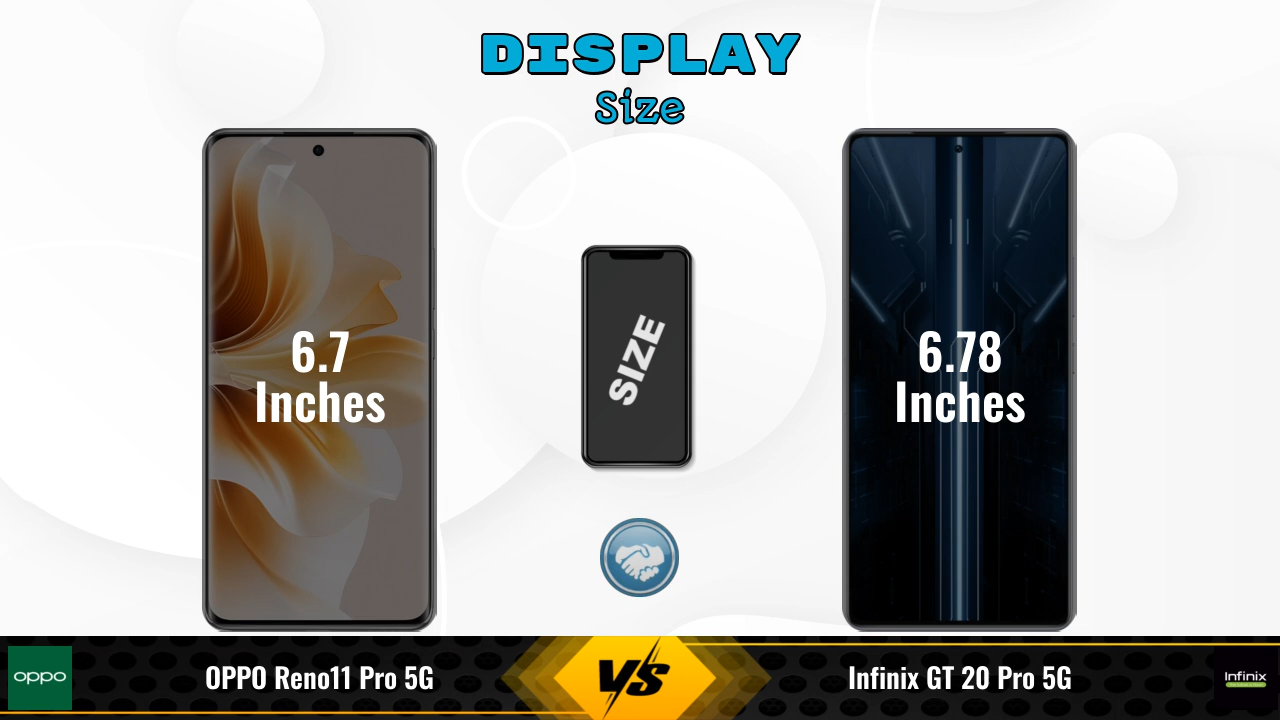 DISPLAY
Size
6.7
Inches
SIZE
6.78
Inches
oppo
OPPO Reno11 Pro 5G
VS
Infinix GT 20 Pro 5G
Infinix